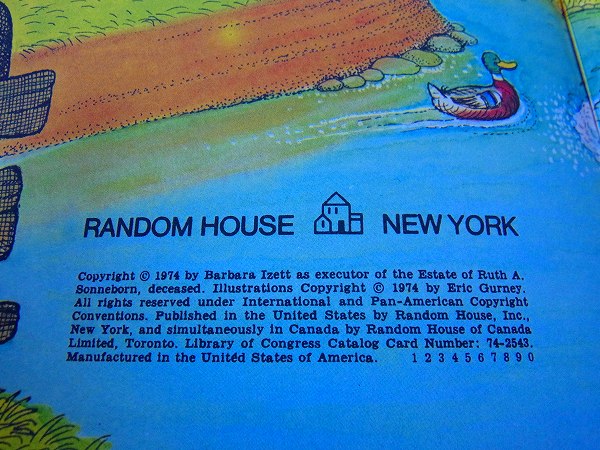 RANDOM HOUSE NEW YORK
Copyright © 1974 by Barbara Izett as executor of the Estate of Ruth A.
Sonneborn, deceased. Illustrations Copyright © 1974 by Eric Gurney.
All rights reserved under International and Pan-American Copyright
Conventions. Published in the United States by Random House, Inc.,
New York, and simultaneously in Canada by Random House of Canada
Limited, Toronto. Library of Congress Catalog Card Number: 74-2543.
Manufactured in the United States of America. 1 2 3 4 5 6 7 8 9 0